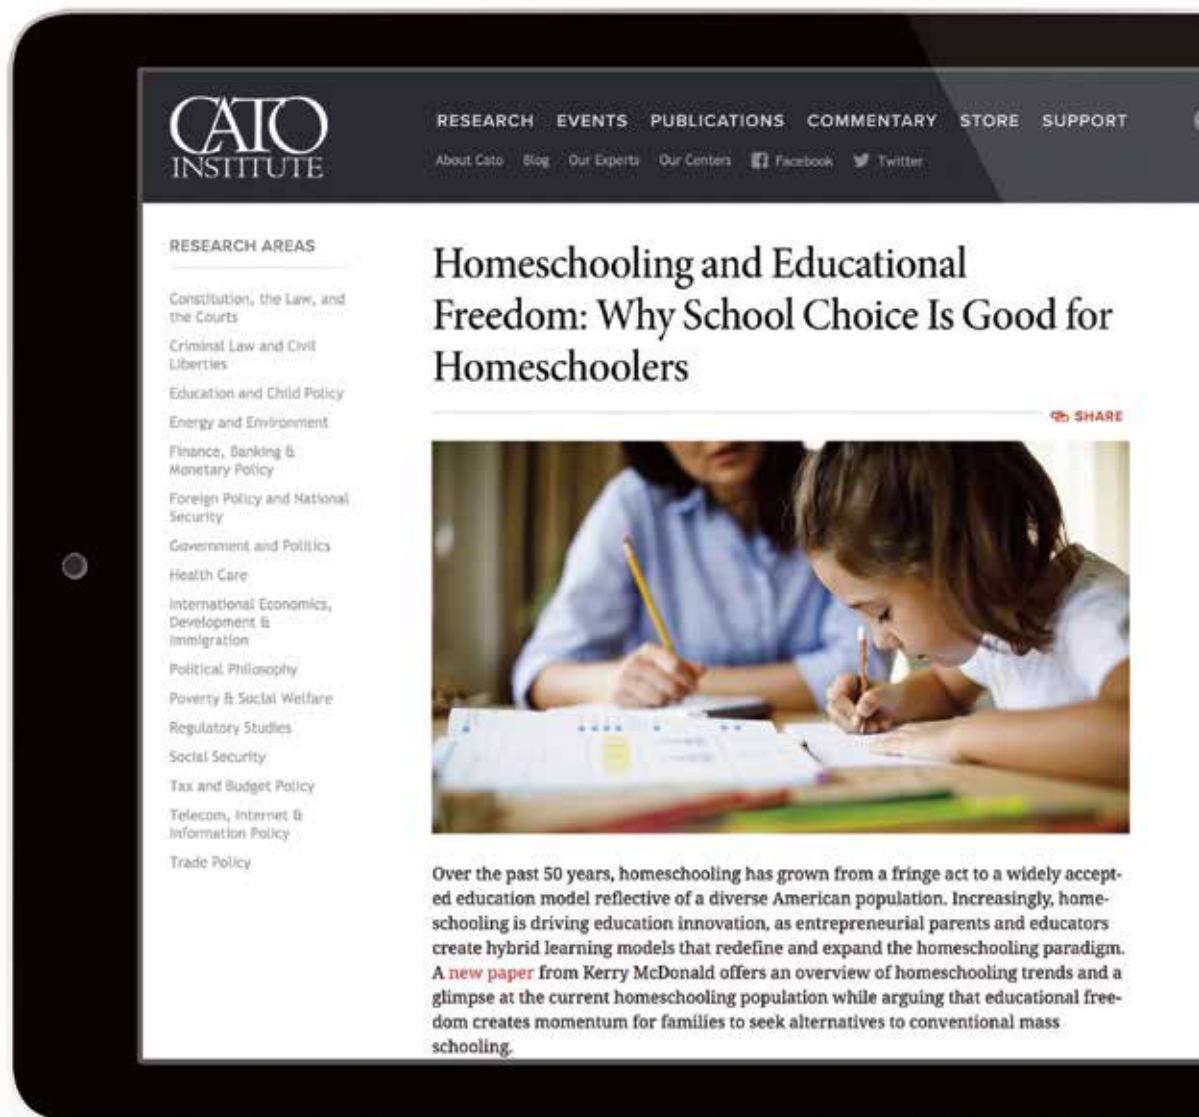 CATO
INSTITUTE
RESEARCH EVENTS PUBLICATIONS COMMENTARY STORE SUPPORT
About Cato Blog Our Experts Our Centers Facebook Twitter
RESEARCH AREAS
Constitution, the Law, and
the Courts
Criminal Law and Civil
Liberties
Education and Child Policy
Energy and Environment
Finance, Banking &
Monetary Policy
Foreign Policy and National
Security
Government and Politics
Health Care
International Economics,
Development &
Immigration
Political Philosophy
Poverty & Social Welfare
Regulatory Studies
Social Security
Tax and Budget Policy
Telecom, Internet &
Information Policy
Trade Policy
Homeschooling and Educational
Freedom: Why School Choice Is Good for
Homeschoolers
SHARE
Over the past 50 years, homeschooling has grown from a fringe act to a widely accept-
ed education model reflective of a diverse American population. Increasingly, home-
schooling is driving education innovation, as entrepreneurial parents and educators
create hybrid learning models that redefine and expand the homeschooling paradigm.
A new paper from Kerry McDonald offers an overview of homeschooling trends and a
glimpse at the current homeschooling population while arguing that educational free-
dom creates momentum for families to seek alternatives to conventional mass
schooling.